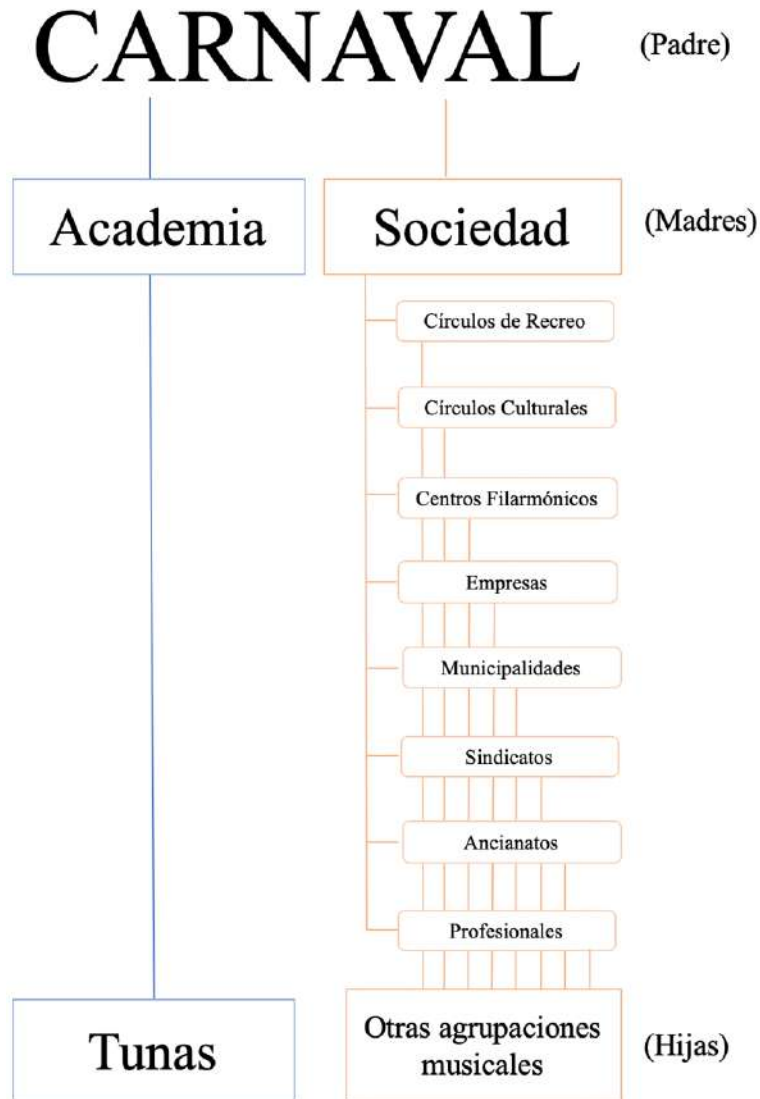 CARNAVAL (Padre)
Academia Sociedad (Madres)
Círculos de Recreo
Círculos Culturales
Centros Filarmónicos
Empresas
Municipalidades
Sindicatos
Ancianatos
Profesionales
Tunas
Otras agrupaciones
musicales
(Hijas)